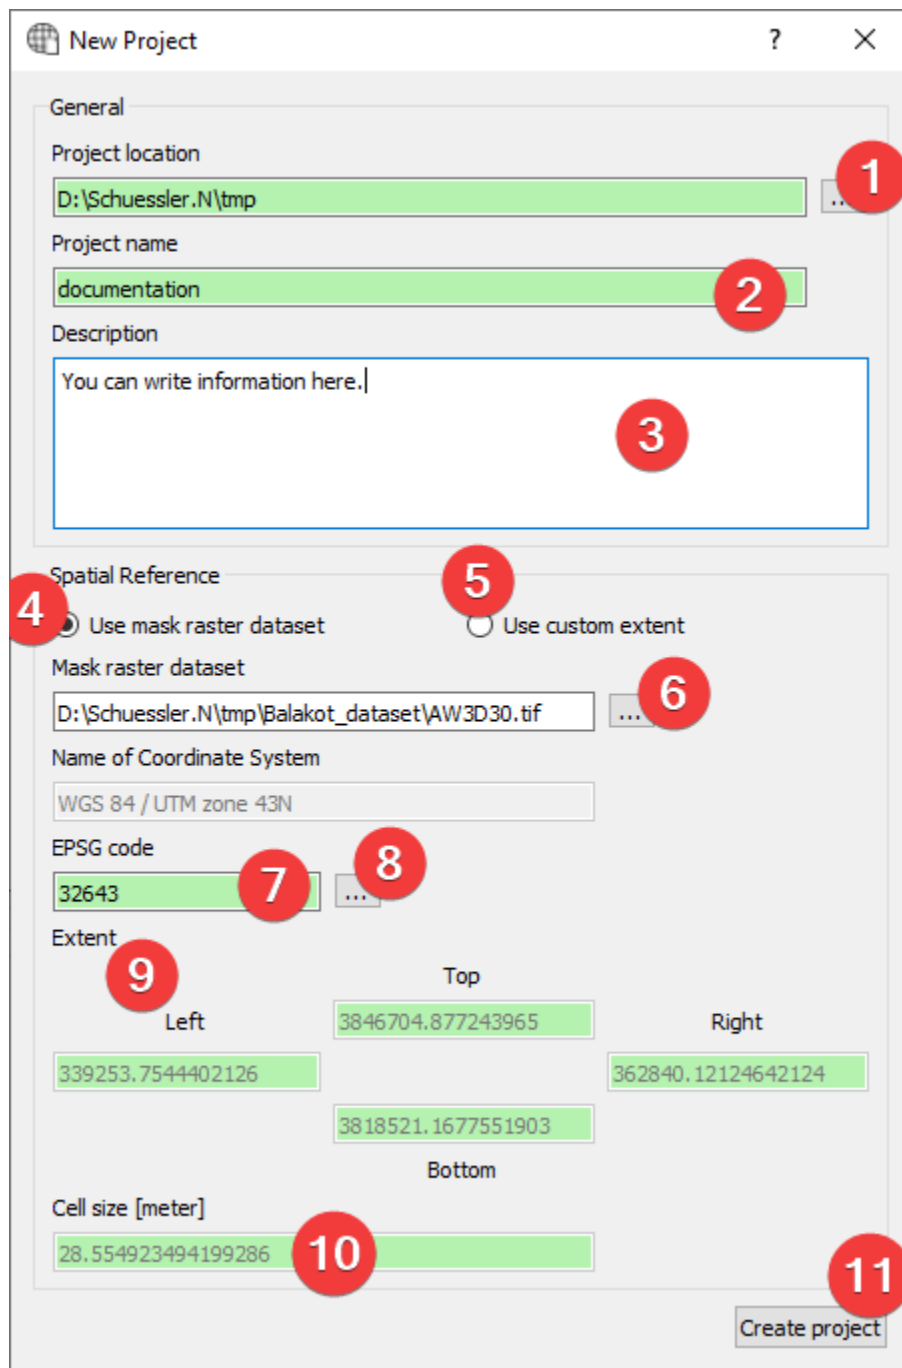 New Project
?
General
Project location
1
D:\Schuessler.N\tmp
...
Project name
documentation
2
Description
You can write information here.
3
Spatial Reference
5
4
Use mask raster dataset
Use custom extent
Mask raster dataset
6
D:\Schuessler.N\tmp\Balakot_dataset\AW3D30.tif
...
Name of Coordinate System
WGS 84 / UTM zone 43N
EPSG code
8
32643
7
...
Extent
9
Top
Left
3846704.877243965
Right
339253.7544402126
362840.12124642124
3818521.1677551903
Bottom
Cell size [meter]
28.554923494199286
10
11
Create project